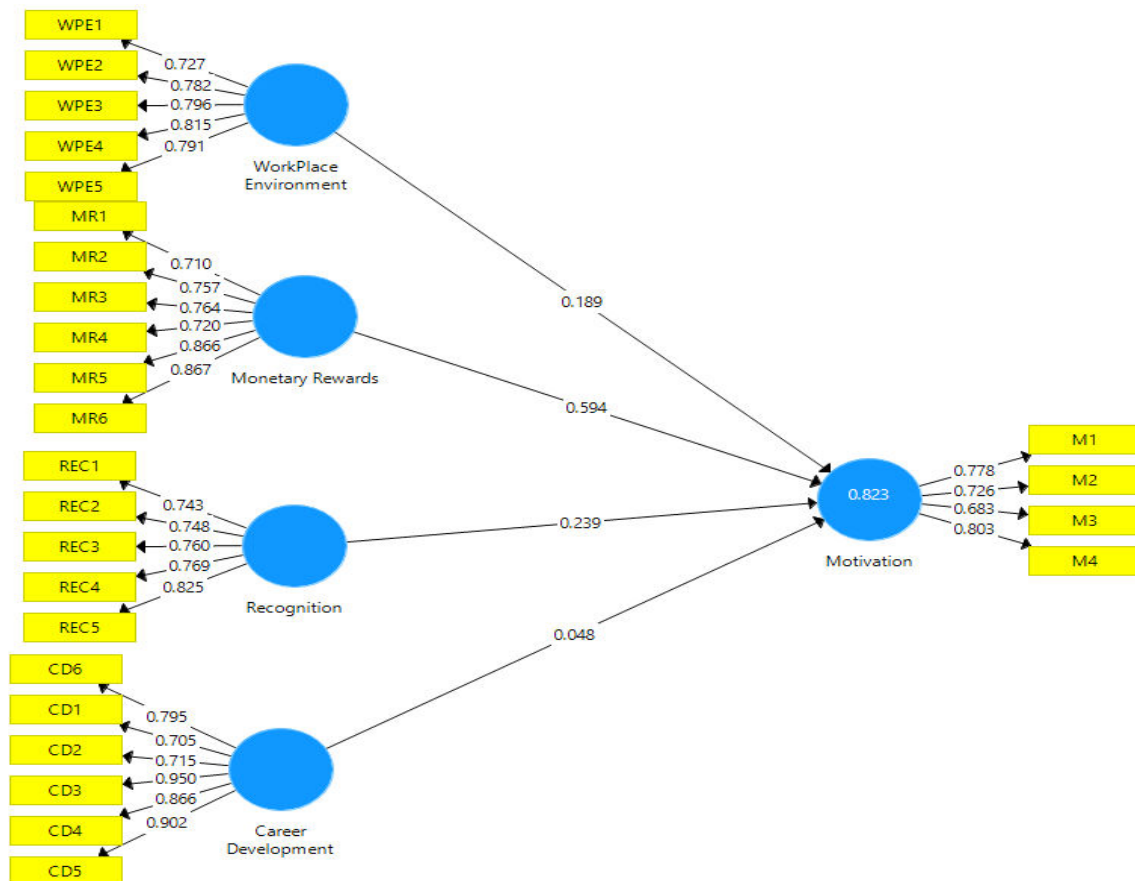 WPE1
WPE2
WPE3
WPE4
WPE5
0.727
0.782
0.796
0.815
0.791
WorkPlace
Environment
MR1
MR2
MR3
MR4
MR5
MR6
0.710
0.757
0.764
0.720
0.866
0.867
Monetary Rewards
REC1
REC2
REC3
REC4
REC5
0.743
0.748
0.760
0.769
0.825
Recognition
CD6
CD1
CD2
CD3
CD4
CD5
0.795
0.705
0.715
0.950
0.866
0.902
Career
Development
0.189
0.594
0.239
0.048
0.823
Motivation
0.778
0.726
0.683
0.803
M1
M2
M3
M4